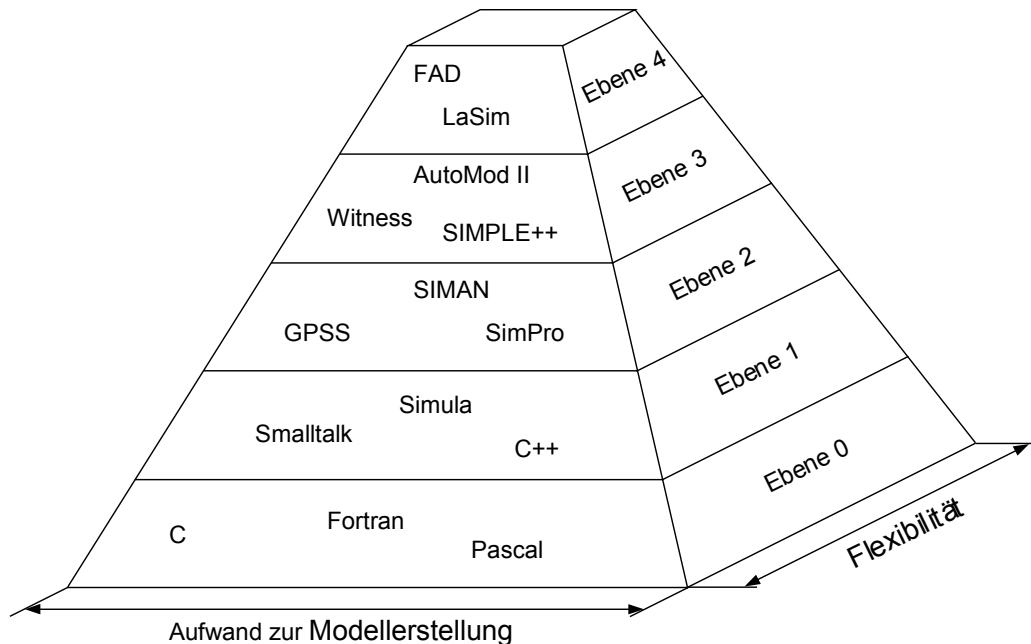 FAD
LaSim
Ebene 4
AutoMod II
Witness
SIMPLE++
Ebene 3
SIMAN
GPSS
SimPro
Ebene 2
Simula
Smalltalk
C++
Ebene 1
C
Fortran
Pascal
Ebene 0
Flexibilität
Aufwand zur Modellerstellung